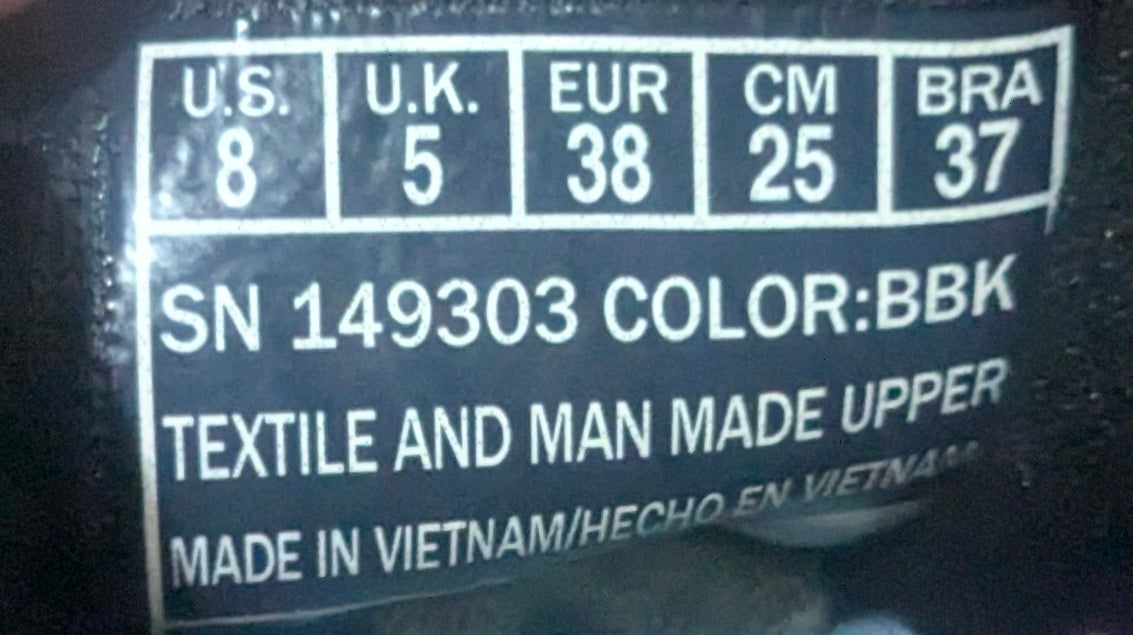 U.S. U.K. EUR CM BRA
8 5 38 25 37
SN 149303 COLOR:BBK
TEXTILE AND MAN MADE UPPER
MADE IN VIETNAM/HECHO EN VIETNAM